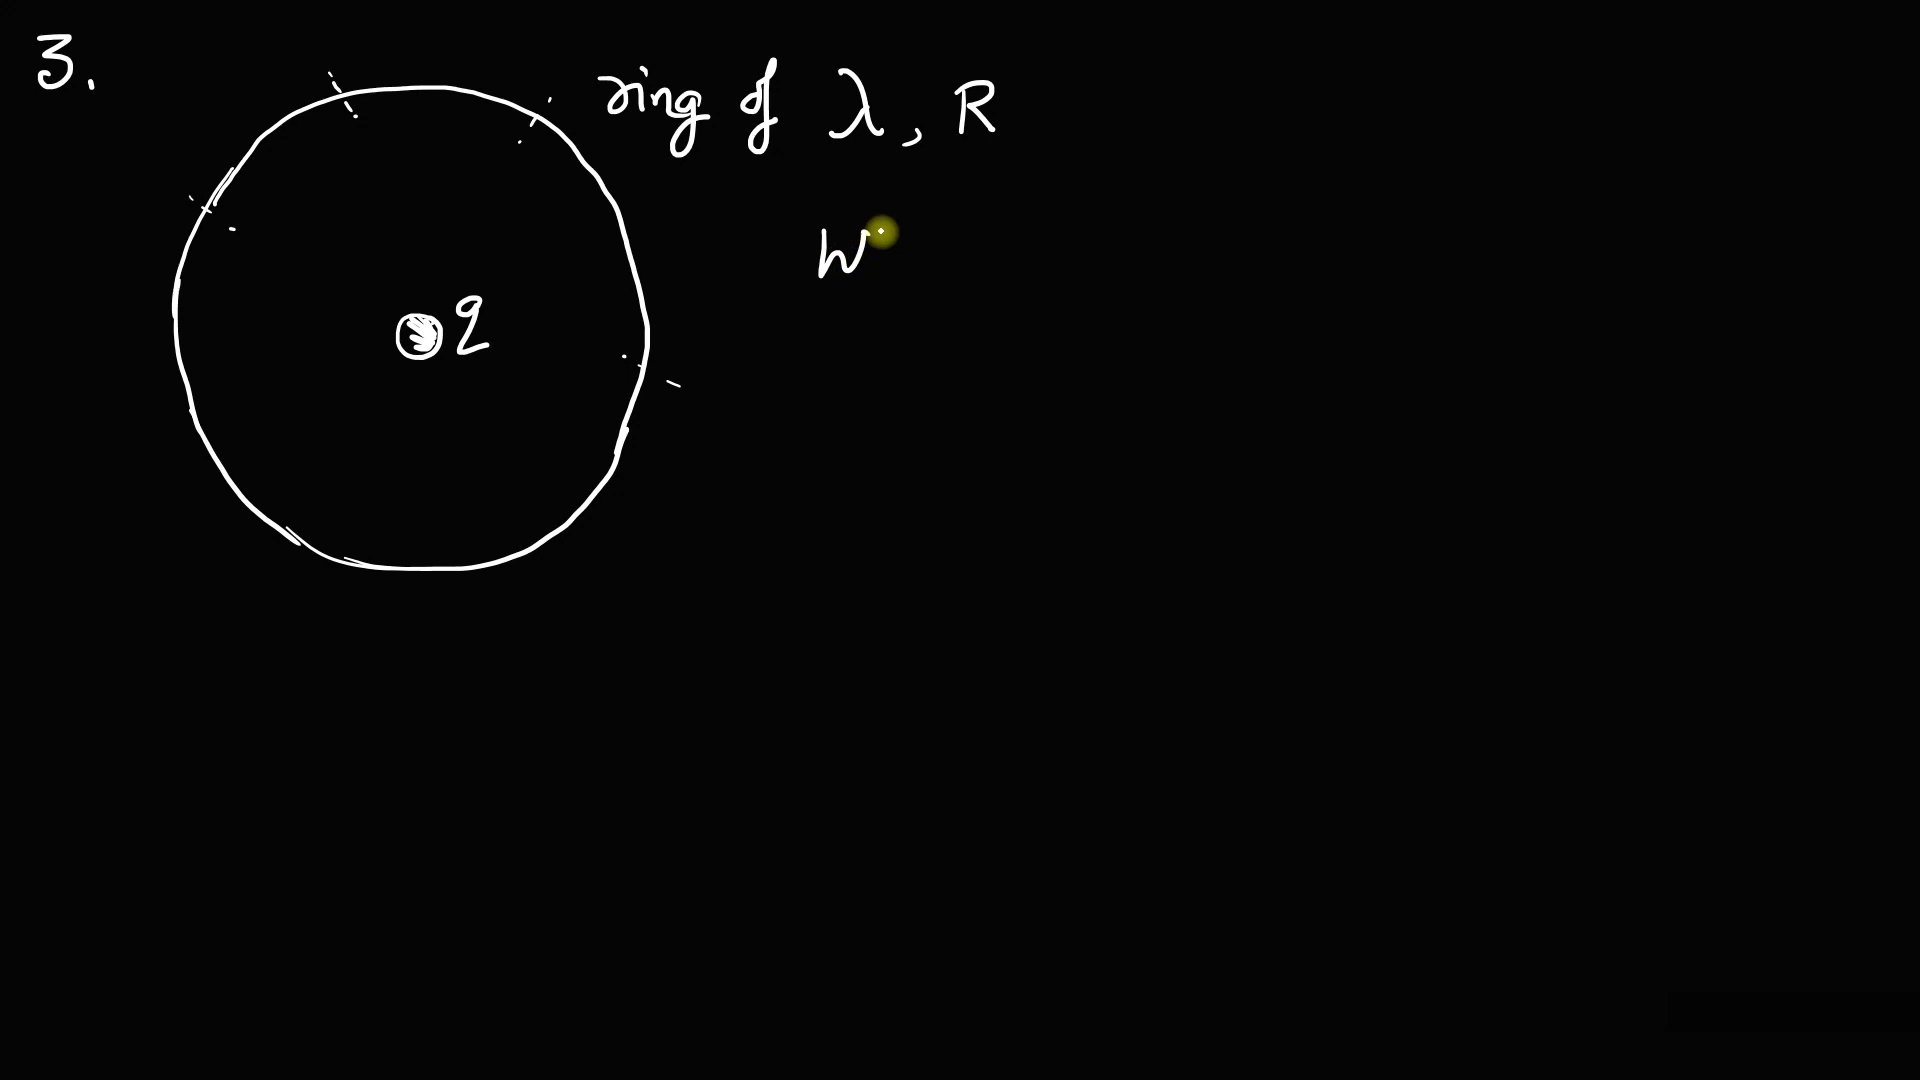 3.
ring of λ, R
W
q